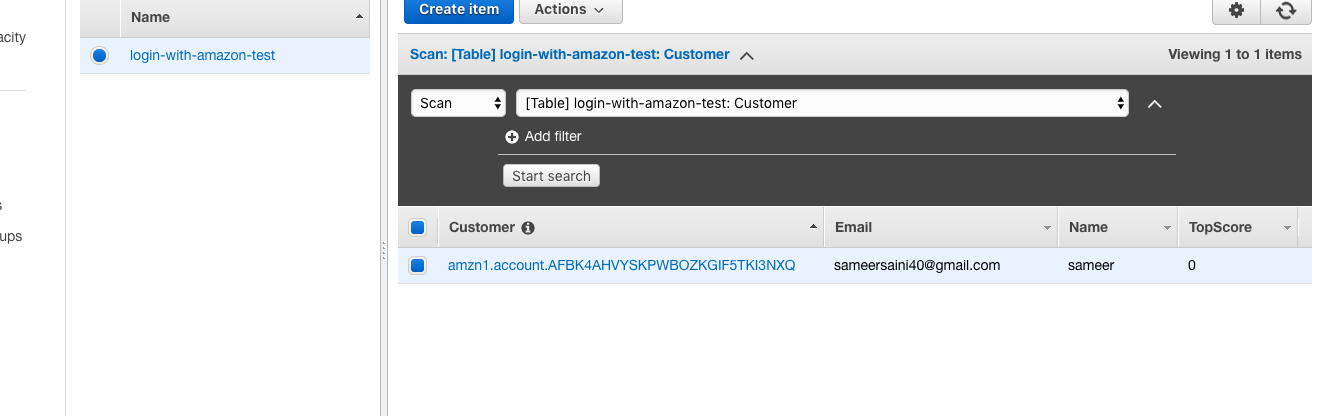 Name
acity
login-with-amazon-test
s
ups
Create item
Actions
Scan: [Table] login-with-amazon-test: Customer
Viewing 1 to 1 items
Scan
[Table] login-with-amazon-test: Customer
Add filter
Start search
Customer Email Name TopScore
amzn1.account.AFBK4AHVYSKPWBOZKGIF5TKI3NXQ sameersaini40@gmail.com sameer 0